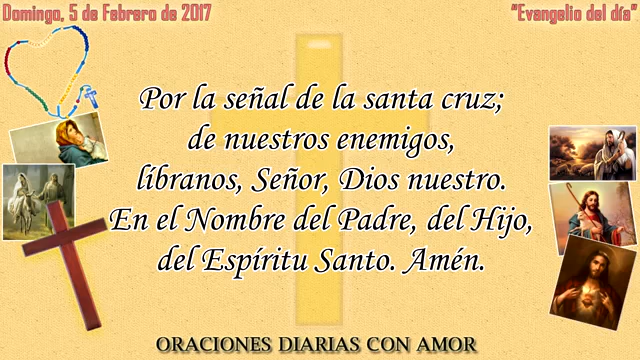 Domingo, 5 de Febrero de 2017
"Evangelio del día"
Por la señal de la santa cruz;
de nuestros enemigos,
líbranos, Señor, Dios nuestro.
En el Nombre del Padre, del Hijo,
del Espíritu Santo. Amén.
ORACIONES DIARIAS CON AMOR